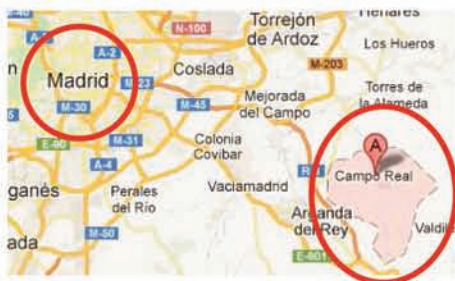 Torrejón
de Ardoz
N-100
A-2
Los Hueros
M-203
Madrid
M-23
Coslada
Torres de
la Alameda
M-30
M-45
Mejorada
del Campo
M-31
E-90
Colonia
Covibar
A
A-4
Campo Real
Vaciamadrid
Perales
del Río
Arganda
del Rey
M-50
E-901